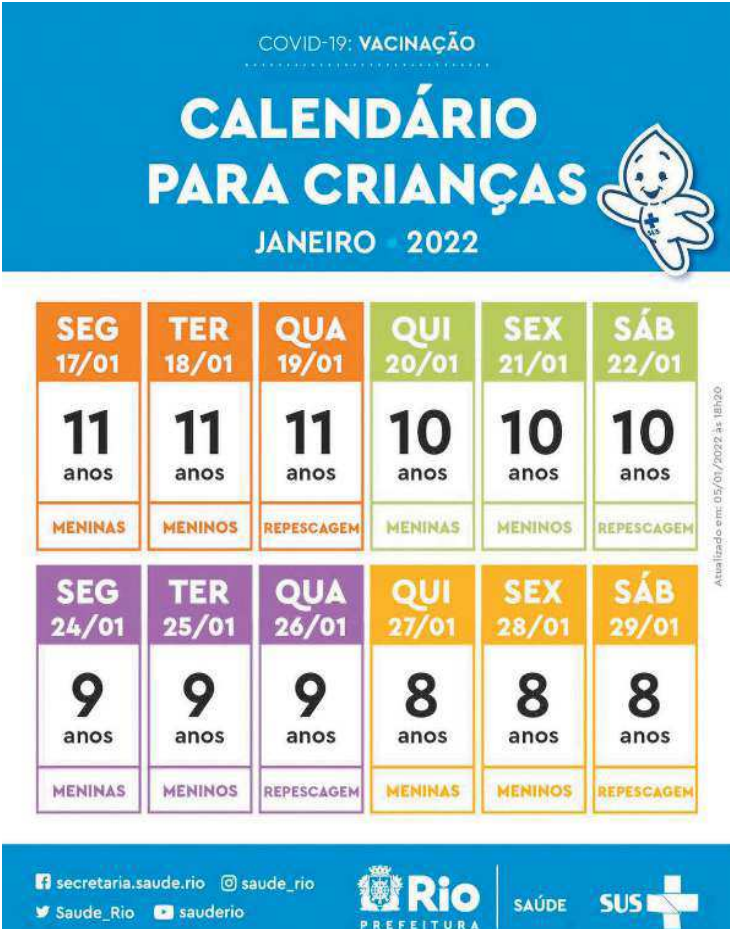 COVID-19: VACINAÇÃO
CALENDÁRIO
PARA CRIANÇAS
JANEIRO • 2022
SUS
SEG TER QUA QUI SEX SÁB
17/01 18/01 19/01 20/01 21/01 22/01
11 11 11 10 10 10
anos anos anos anos anos anos
MENINAS MENINOS REPESCAGEM MENINAS MENINOS REPESCAGEM
SEG TER QUA QUI SEX SÁB
24/01 25/01 26/01 27/01 28/01 29/01
9 9 9 8 8 8
anos anos anos anos anos anos
MENINAS MENINOS REPESCAGEM MENINAS MENINOS REPESCAGEM
Atualizado em: 05/01/2022 às 18h20
secretaria.saude.rio saude_rio
Saude_Rio sauderio
Rio
PREFEITURA
SAÚDE
SUS